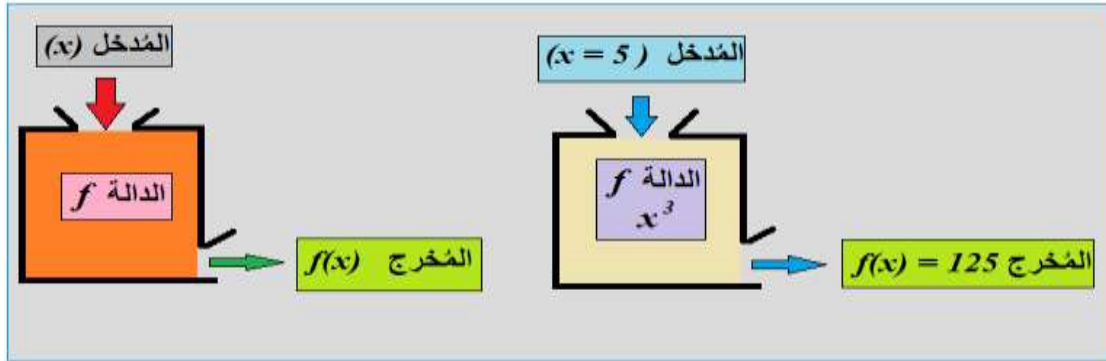 المُدخل (x)
الدالة f
المُخرج f(x)
المُدخل (x = 5)
الدالة f
x³
المُخرج f(x) = 125